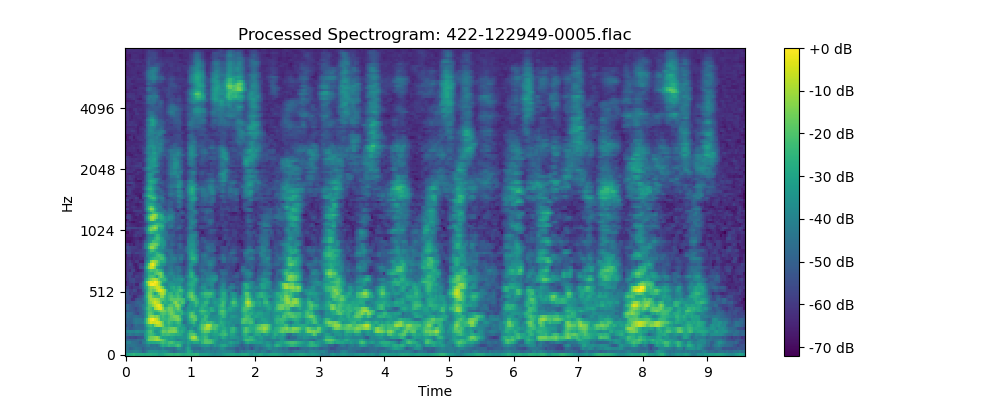 Processed Spectrogram: 422-122949-0005.flac
Hz
4096
2048
1024
512
0
0 1 2 3 4 5 6 7 8 9
Time
+0 dB
-10 dB
-20 dB
-30 dB
-40 dB
-50 dB
-60 dB
-70 dB